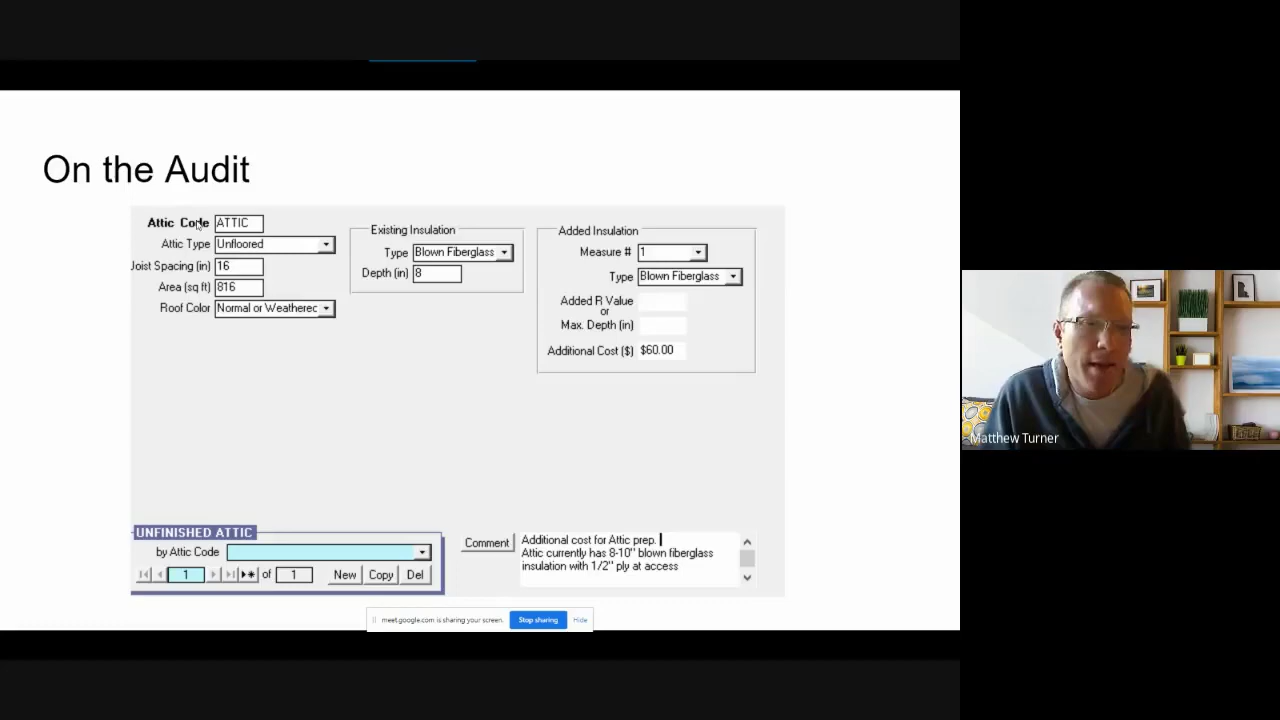 On the Audit
Attic Code ATTIC
Attic Type Unfloored
Joist Spacing (in) 16
Area (sq ft) 816
Roof Color Normal or Weatherec
Existing Insulation
Type Blown Fiberglass
Depth (in) 8
Added Insulation
Measure # 1
Type Blown Fiberglass
Added R Value
or
Max. Depth (in)
Additional Cost ($) $60.00
UNFINISHED ATTIC
by Attic Code
1 of 1 New Copy Del
Comment
Additional cost for Attic prep.
Attic currently has 8-10" blown fiberglass
insulation with 1/2" ply at access
meet.google.com is sharing your screen. Stop sharing Hide
Matthew Turner